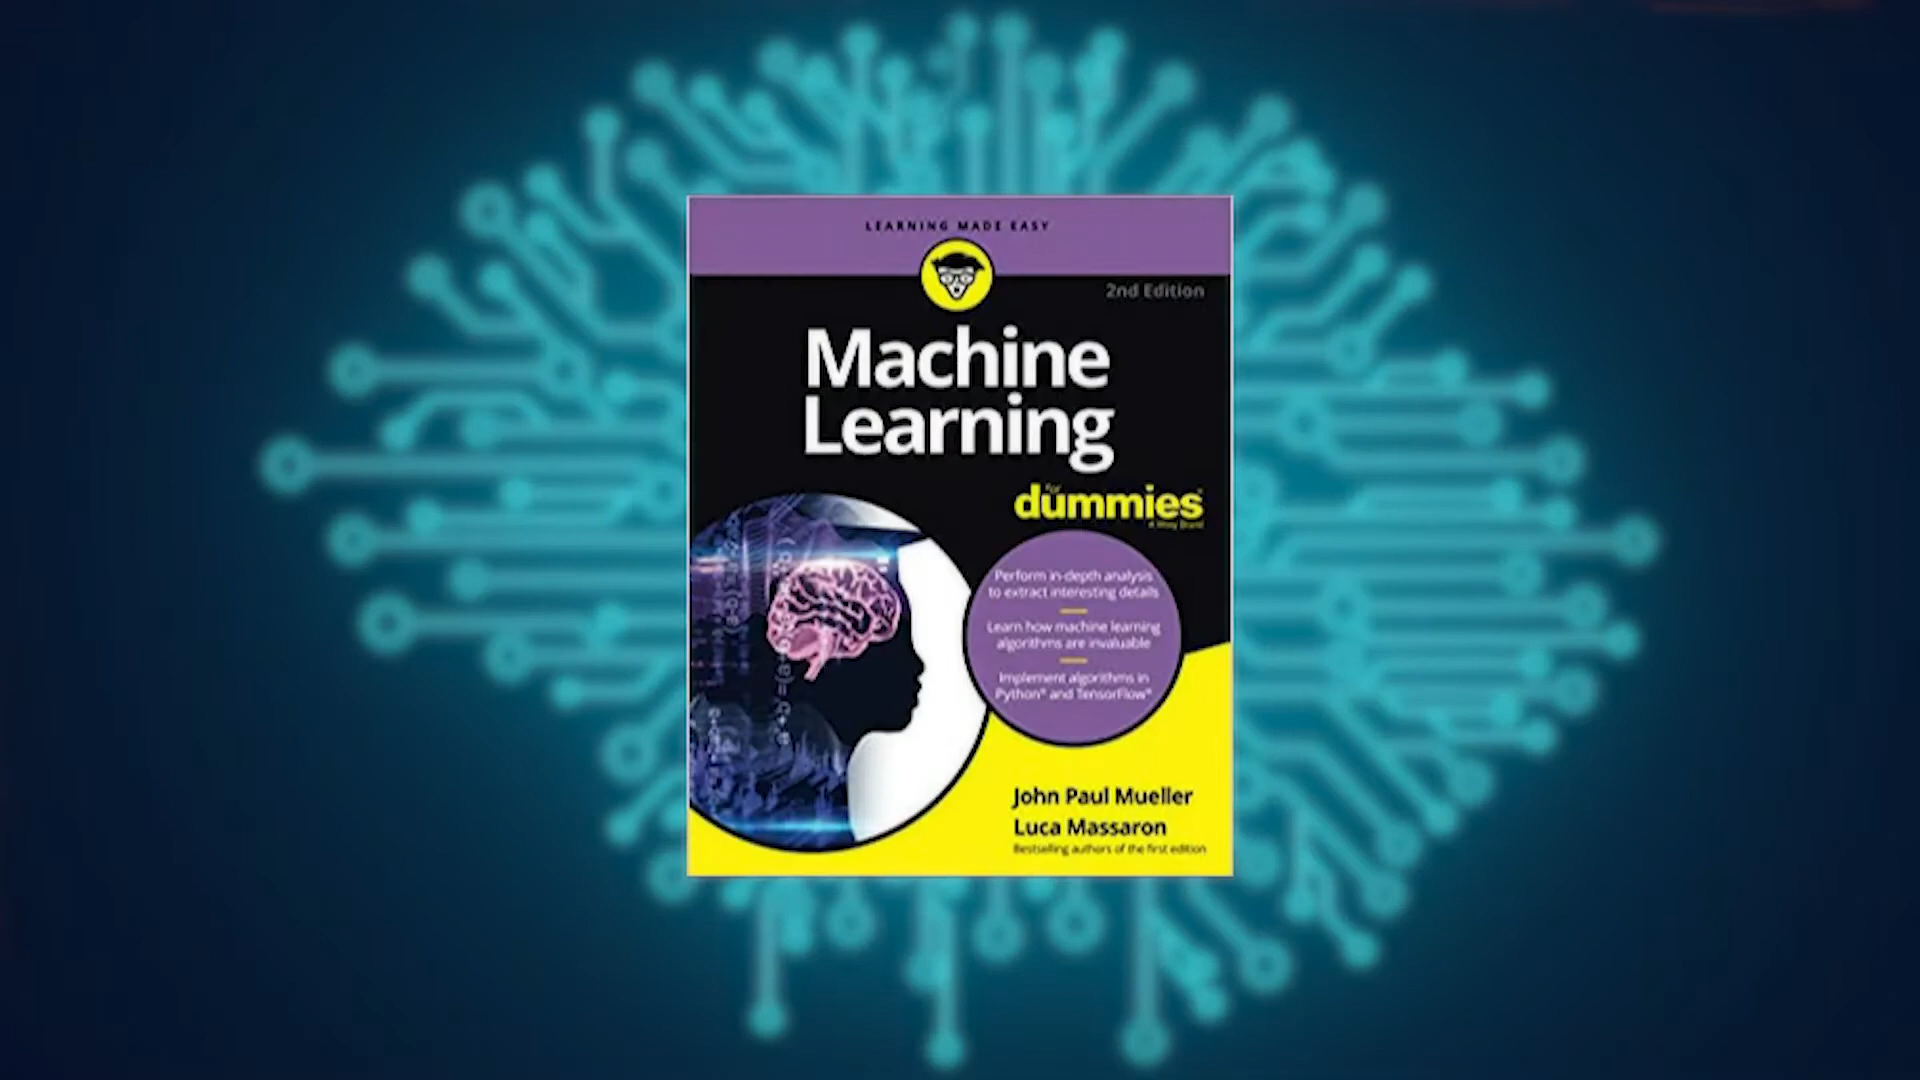 LEARNING MADE EASY
2nd Edition
Machine
Learning
for
dummies
A Wiley Brand
Perform in-depth analysis
to extract interesting details
Learn how machine learning
algorithms are invaluable
Implement algorithms in
Python® and TensorFlow®
John Paul Mueller
Luca Massaron
Bestselling authors of the first edition